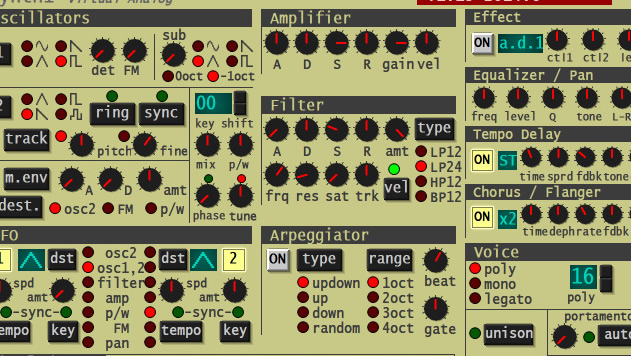 Virtual Analog
scillators
sub
det FM
0oct -1oct
2
ring
sync
00
key shift
track
pitch fine
mix p/w
m.env
A D amt
dest.
osc2 FM p/w
phase tune
Amplifier
A D S R gain vel
Filter
type
A D S R amt
LP12
LP24
HP12
BP12
frq res sat trk
vel
Effect
ON
a.d.1
ctl1 ctl2
Equalizer / Pan
freq level Q tone L-R
Tempo Delay
ON
ST
time sprd fdbk tone
Chorus / Flanger
ON
x2
time depth rate fdbk
FO
1
dst
osc2
osc1,2
filter
amp
p/w
FM
pan
dst
2
spd
amt
spd
amt
-sync-
-sync-
empo
key
tempo
key
Arpeggiator
ON
type
range
beat
updown
up
down
random
1oct
2oct
3oct
4oct
gate
Voice
poly
mono
legato
16
poly
unison
portamento
auto